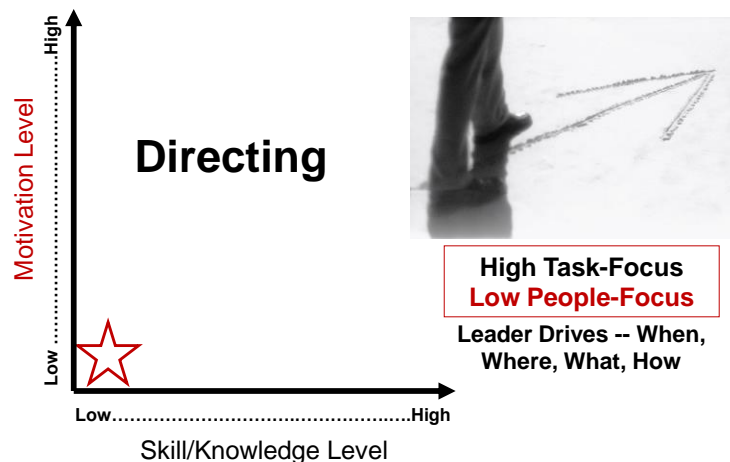 Directing
Motivation Level
Low ………………………………………High
Low……………………………………………….High
Skill/Knowledge Level
High Task-Focus
Low People-Focus
Leader Drives -- When,
Where, What, How